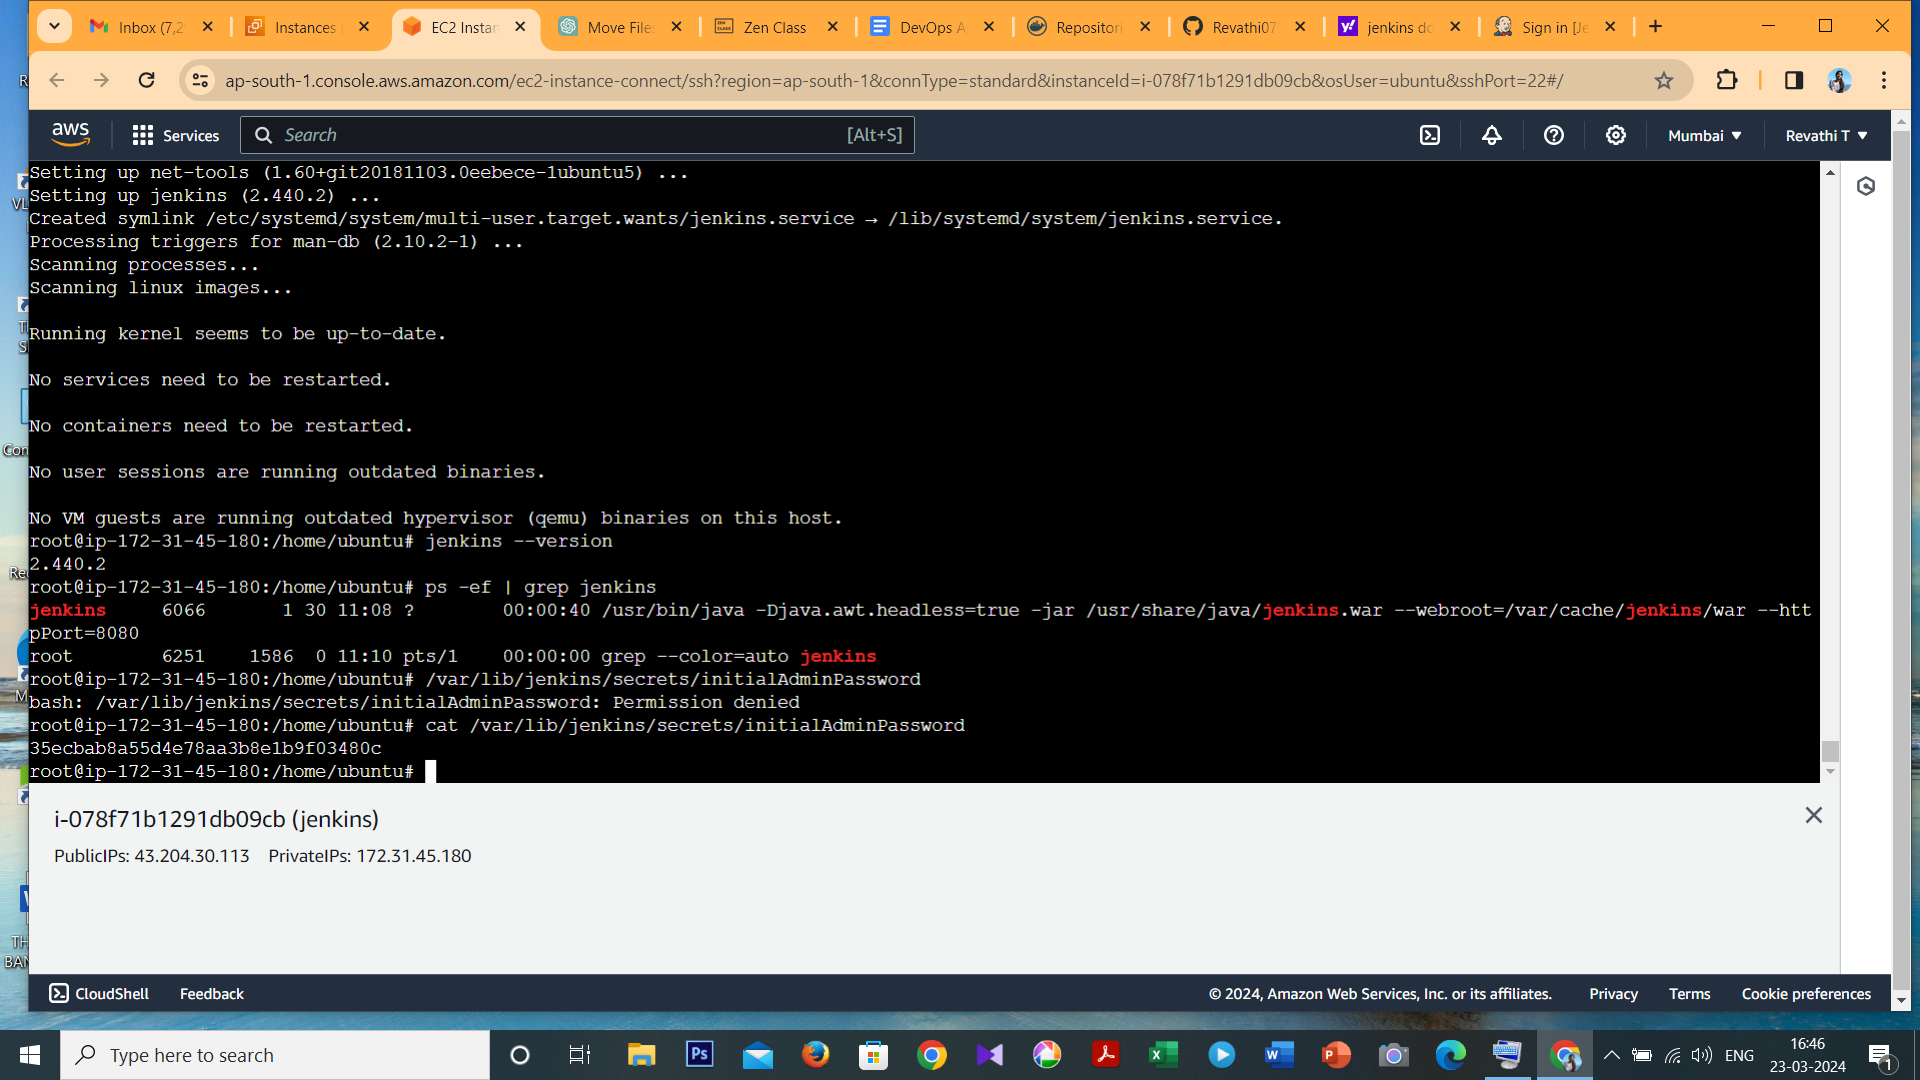 Inbox (7,2
Instances
EC2 Instan
Move File
Zen Class
DevOps A
Repositori
Revathi07
jenkins do
Sign in [Je
ap-south-1.console.aws.amazon.com/ec2-instance-connect/ssh?region=ap-south-1&connType=standard&instanceId=i-078f71b1291db09cb&osUser=ubuntu&sshPort=22#/
aws
Services
Search
[Alt+S]
Mumbai
Revathi T
Setting up net-tools (1.60+git20181103.0eebece-1ubuntu5) ...
Setting up jenkins (2.440.2) ...
Created symlink /etc/systemd/system/multi-user.target.wants/jenkins.service → /lib/systemd/system/jenkins.service.
Processing triggers for man-db (2.10.2-1) ...
Scanning processes...
Scanning linux images...
Running kernel seems to be up-to-date.
No services need to be restarted.
No containers need to be restarted.
No user sessions are running outdated binaries.
No VM guests are running outdated hypervisor (qemu) binaries on this host.
root@ip-172-31-45-180:/home/ubuntu# jenkins --version
2.440.2
root@ip-172-31-45-180:/home/ubuntu# ps -ef | grep jenkins
jenkins     6066       1 30 11:08 ?        00:00:40 /usr/bin/java -Djava.awt.headless=true -jar /usr/share/java/jenkins.war --webroot=/var/cache/jenkins/war --htt
pPort=8080
root        6251    1586  0 11:10 pts/1    00:00:00 grep --color=auto jenkins
root@ip-172-31-45-180:/home/ubuntu# /var/lib/jenkins/secrets/initialAdminPassword
bash: /var/lib/jenkins/secrets/initialAdminPassword: Permission denied
root@ip-172-31-45-180:/home/ubuntu# cat /var/lib/jenkins/secrets/initialAdminPassword
35ecbab8a55d4e78aa3b8e1b9f03480c
root@ip-172-31-45-180:/home/ubuntu#
i-078f71b1291db09cb (jenkins)
PublicIPs: 43.204.30.113    PrivateIPs: 172.31.45.180
CloudShell
Feedback
© 2024, Amazon Web Services, Inc. or its affiliates.
Privacy
Terms
Cookie preferences
Type here to search
Ps
ENG
16:46
23-03-2024
1